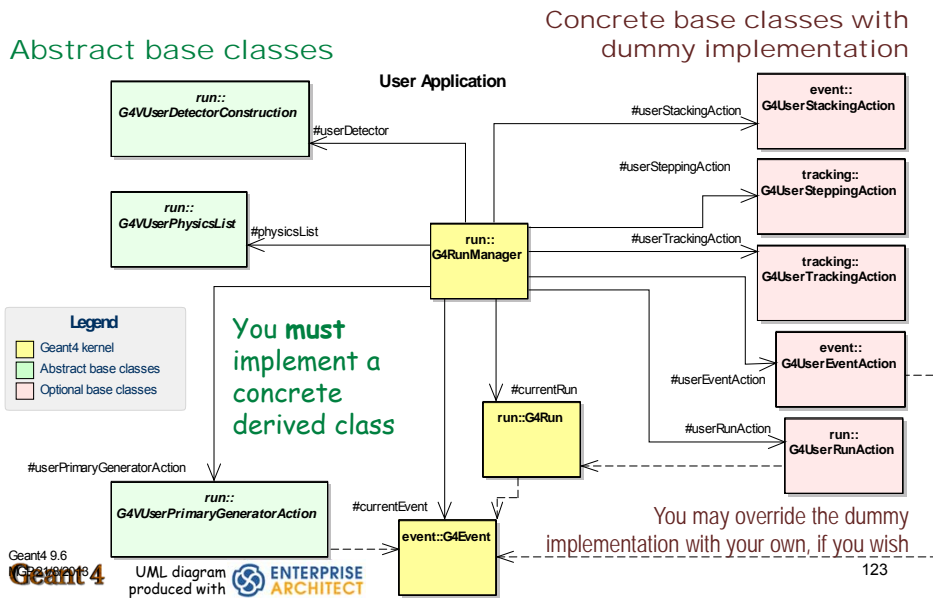 Abstract base classes
Concrete base classes with
dummy implementation
User Application
run::
G4VUserDetectorConstruction
#userDetector
run::
G4VUserPhysicsList
#physicsList
run::
G4RunManager
#userStackingAction
event::
G4UserStackingAction
#userSteppingAction
tracking::
G4UserSteppingAction
#userTrackingAction
tracking::
G4UserTrackingAction
#userEventAction
event::
G4UserEventAction
#userRunAction
run::
G4UserRunAction
Legend
Geant4 kernel
Abstract base classes
Optional base classes
You must
implement a
concrete
derived class
#currentRun
run::G4Run
#userPrimaryGeneratorAction
run::
G4VUserPrimaryGeneratorAction
#currentEvent
event::G4Event
You may override the dummy
implementation with your own, if you wish
Geant4 9.6
Geant 4
UML diagram
produced with
ENTERPRISE
ARCHITECT
123